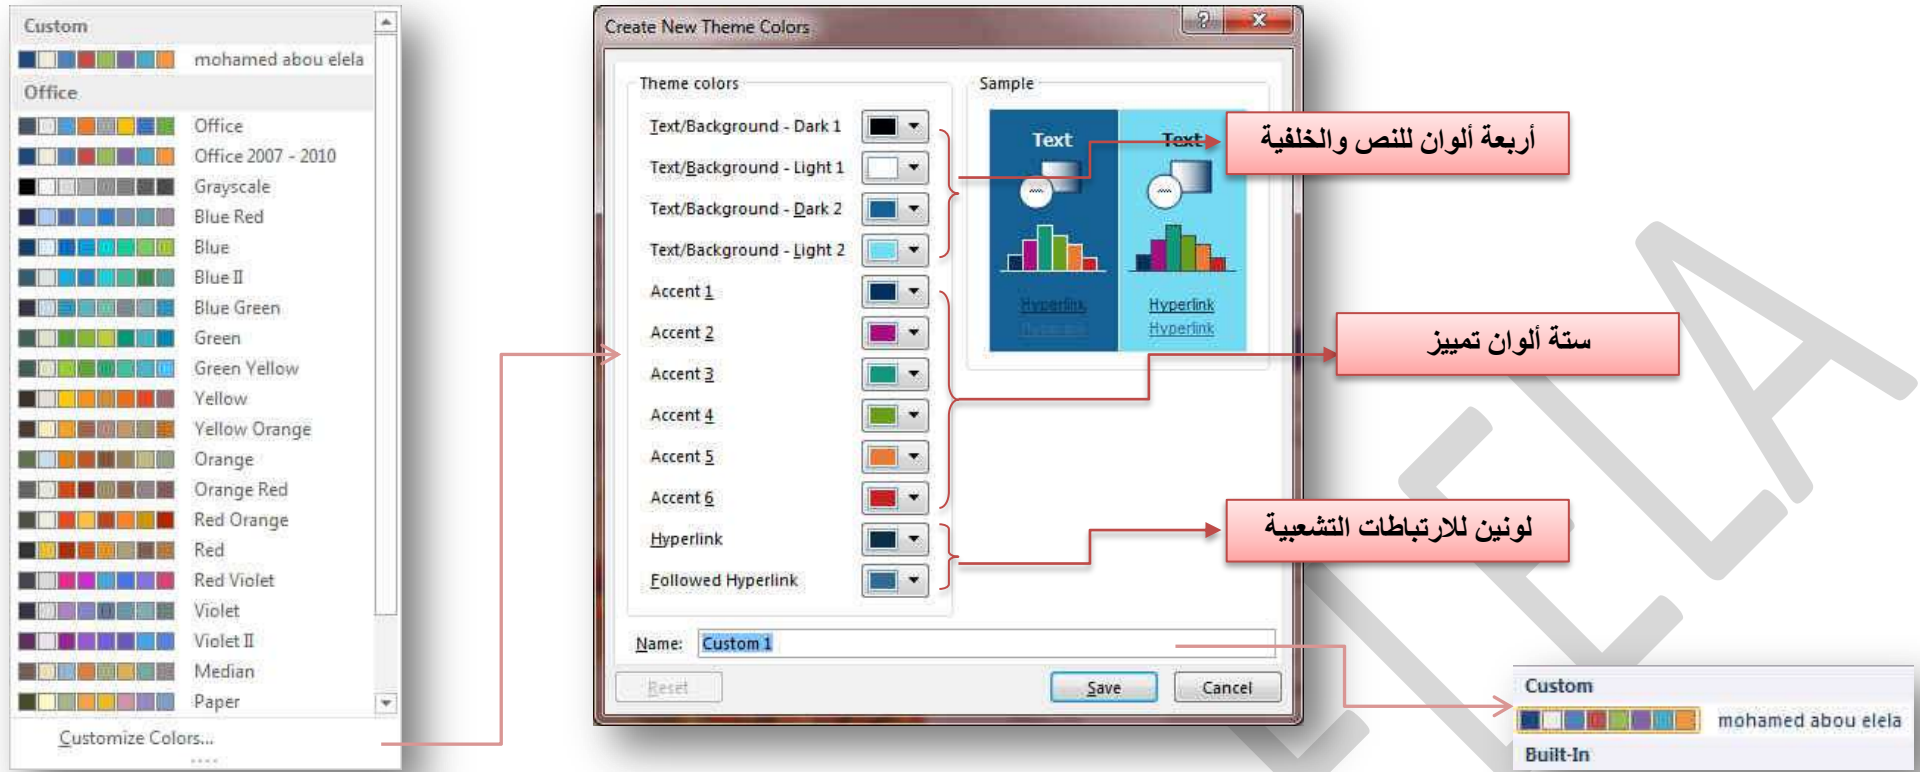 Custom
mohamed abou elela
Office
Office
Office 2007 - 2010
Grayscale
Blue Red
Blue
Blue II
Blue Green
Green
Green Yellow
Yellow
Yellow Orange
Orange
Orange Red
Red Orange
Red
Red Violet
Violet
Violet II
Median
Paper
Customize Colors...
Create New Theme Colors
Theme colors
Text/Background - Dark 1
Text/Background - Light 1
Text/Background - Dark 2
Text/Background - Light 2
Accent 1
Accent 2
Accent 3
Accent 4
Accent 5
Accent 6
Hyperlink
Followed Hyperlink
Sample
Text
Text
Hyperlink
Hyperlink
Hyperlink
Hyperlink
Name: Custom 1
Reset
Save
Cancel
أربعة ألوان للنص والخلفية
ستة ألوان تمييز
لونين للارتباطات التشعبية
Custom
mohamed abou elela
Built-In
ELELA